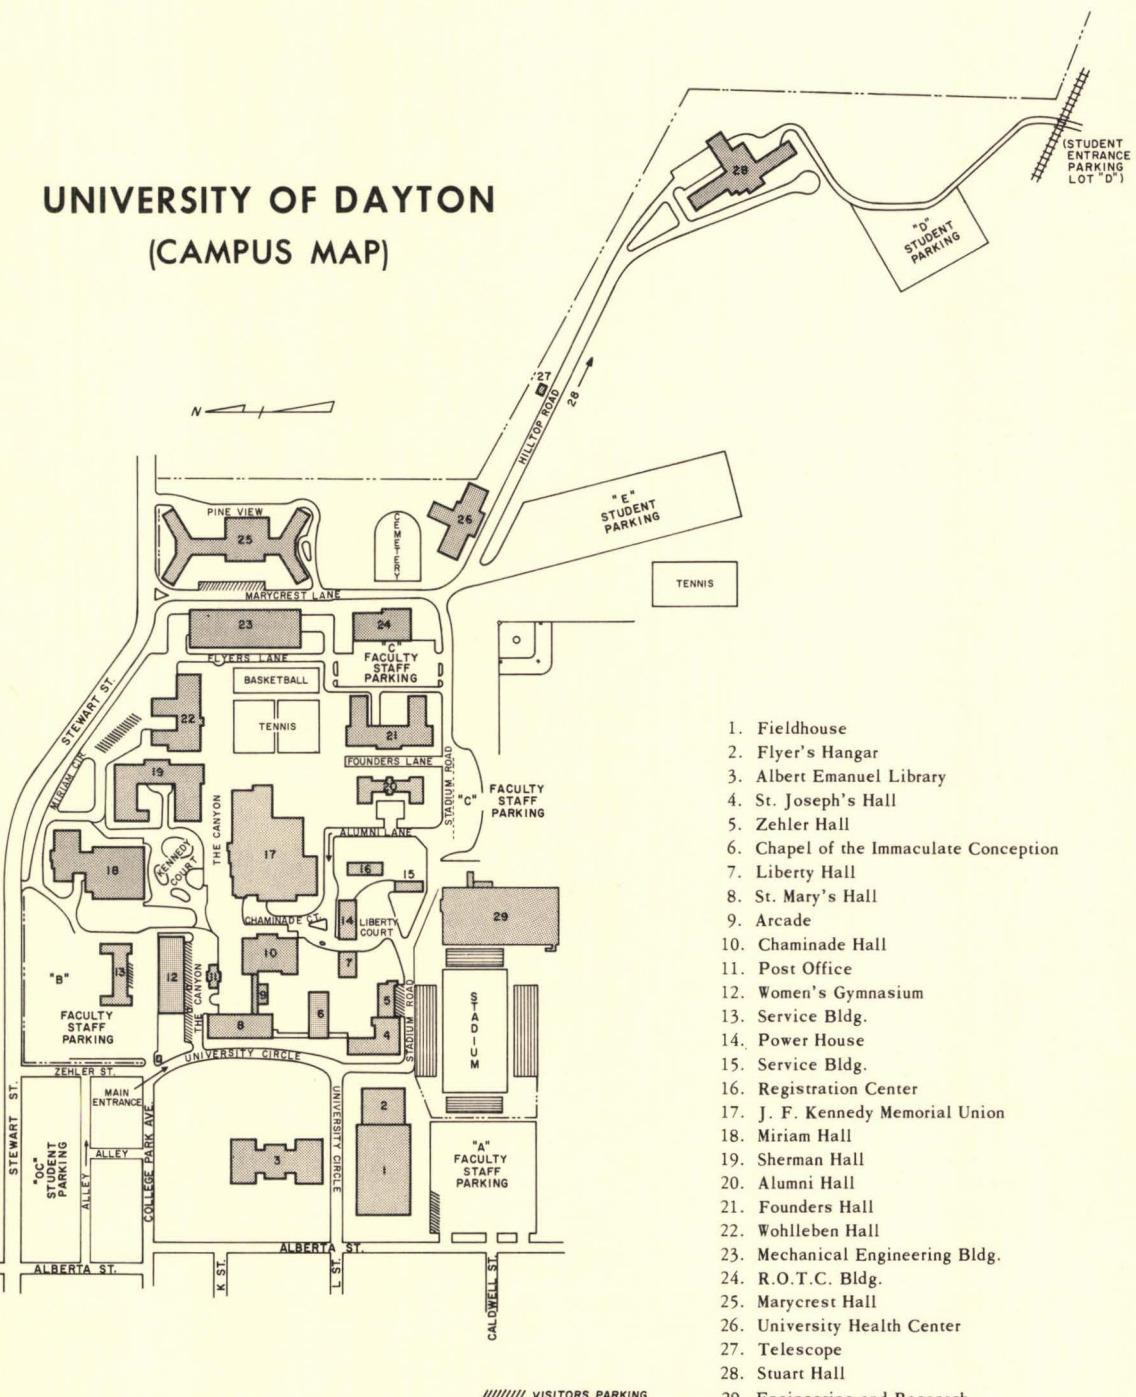 UNIVERSITY OF DAYTON
(CAMPUS MAP)
(STUDENT
ENTRANCE
PARKING
LOT "D")
28
"D"
STUDENT
PARKING
27
28
HILLTOP ROAD
N
"E"
STUDENT
PARKING
PINE VIEW
25
CEMETERY
26
TENNIS
MARYCREST LANE
23
24
"C"
FACULTY
STAFF
PARKING
FLYERS LANE
BASKETBALL
STEWART ST.
22
TENNIS
21
FOUNDERS LANE
MIRIAM CIR.
19
20
STADIUM ROAD
"C"
FACULTY
STAFF
PARKING
THE CANYON
ALUMNI LANE
KENNEDY
COURT
17
18
16
15
CHAMINADE CT.
14
LIBERTY
COURT
29
"B"
FACULTY
STAFF
PARKING
13
12
THE CANYON
11
10
9
7
8
6
5
4
STADIUM ROAD
STADIUM
UNIVERSITY CIRCLE
ZEHLER ST.
MAIN
ENTRANCE
STEWART ST.
"OC"
STUDENT
PARKING
ALLEY
ALLEY
COLLEGE PARK AVE.
UNIVERSITY CIRCLE
3
2
1
"A"
FACULTY
STAFF
PARKING
ALBERTA ST.
ALBERTA ST.
K ST.
L ST.
CALDWELL ST.
1. Fieldhouse
2. Flyer's Hangar
3. Albert Emanuel Library
4. St. Joseph's Hall
5. Zehler Hall
6. Chapel of the Immaculate Conception
7. Liberty Hall
8. St. Mary's Hall
9. Arcade
10. Chaminade Hall
11. Post Office
12. Women's Gymnasium
13. Service Bldg.
14. Power House
15. Service Bldg.
16. Registration Center
17. J. F. Kennedy Memorial Union
18. Miriam Hall
19. Sherman Hall
20. Alumni Hall
21. Founders Hall
22. Wohlleben Hall
23. Mechanical Engineering Bldg.
24. R.O.T.C. Bldg.
25. Marycrest Hall
26. University Health Center
27. Telescope
28. Stuart Hall
29. Engineering and Research
VISITORS PARKING